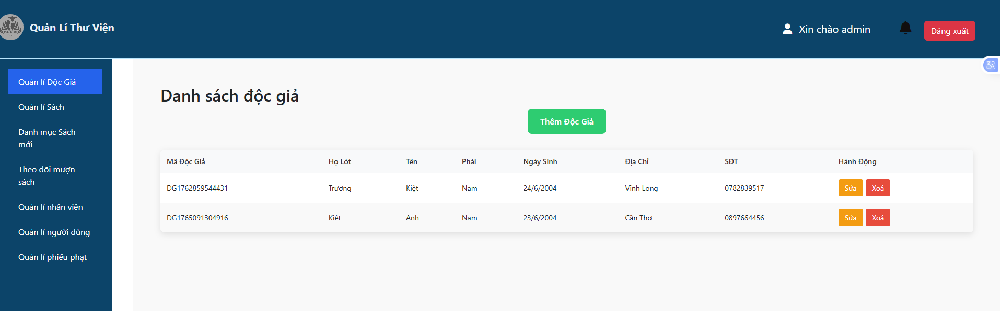 Quản Lí Thư Viện
Xin chào admin
Đăng xuất
Quản lí Độc Giả
Quản lí Sách
Danh mục Sách
mới
Theo dõi mượn
sách
Quản lí nhân viên
Quản lí người dùng
Quản lí phiếu phạt
Danh sách độc giả
Thêm Độc Giả
Mã Độc Giả Họ Lót Tên Phái Ngày Sinh Địa Chỉ SĐT Hành Động
DG1762859544431 Trương Kiệt Nam 24/6/2004 Vĩnh Long 0782839517 Sửa Xoá
DG1765091304916 Kiệt Anh Nam 23/6/2004 Cần Thơ 0897654456 Sửa Xoá